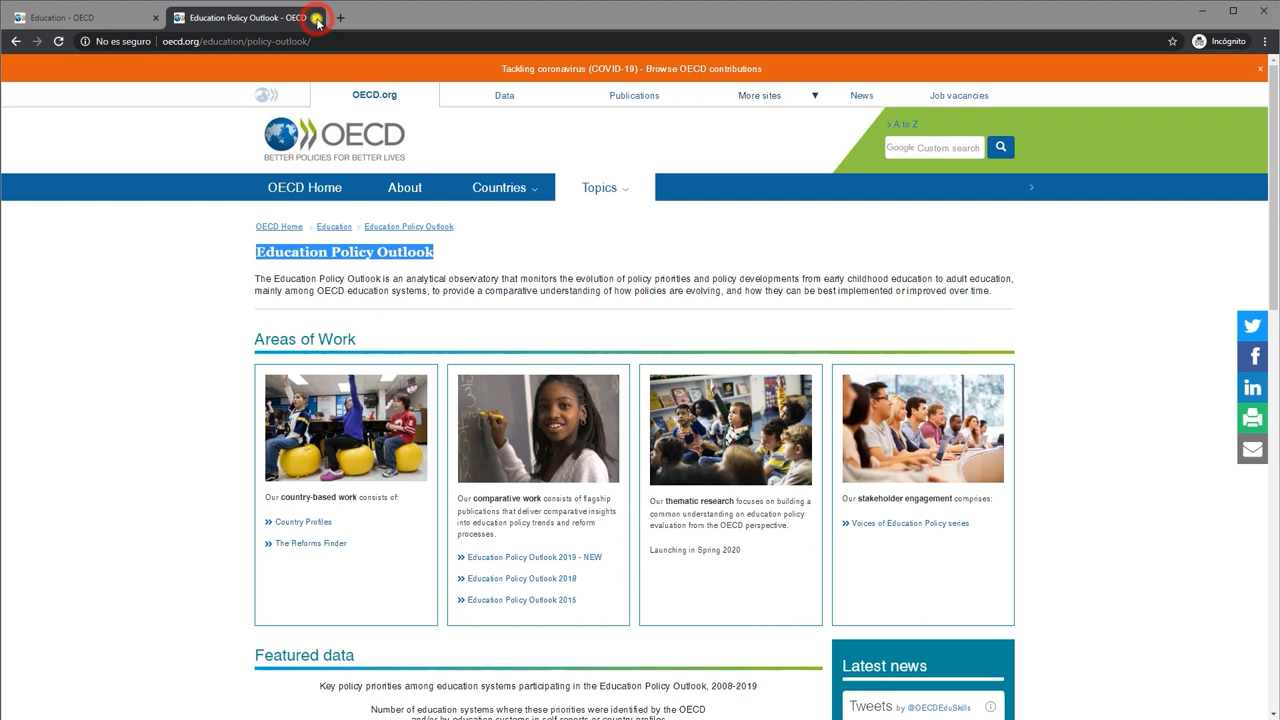 Education - OECD
Education Policy Outlook - OECD
No es seguro
oecd.org/education/policy-outlook/
Incógnito
Tackling coronavirus (COVID-19) - Browse OECD contributions
OECD.org
Data
Publications
More sites
News
Job vacancies
OECD
BETTER POLICIES FOR BETTER LIVES
> A to Z
Google Custom search
OECD Home
About
Countries
Topics
OECD Home > Education > Education Policy Outlook
Education Policy Outlook
The Education Policy Outlook is an analytical observatory that monitors the evolution of policy priorities and policy developments from early childhood education to adult education,
mainly among OECD education systems, to provide a comparative understanding of how policies are evolving, and how they can be best implemented or improved over time.
Areas of Work
Our country-based work consists of:
Country Profiles
The Reforms Finder
Our comparative work consists of flagship
publications that deliver comparative insights
into education policy trends and reform
processes.
Education Policy Outlook 2019 - NEW
Education Policy Outlook 2018
Education Policy Outlook 2015
Our thematic research focuses on building a
common understanding on education policy
evaluation from the OECD perspective.
Launching in Spring 2020
Our stakeholder engagement comprises:
Voices of Education Policy series
Featured data
Key policy priorities among education systems participating in the Education Policy Outlook, 2008-2019
Number of education systems where these priorities were identified by the OECD
and/or by education systems in self reports or country profiles
Latest news
Tweets by @OECDEduSkills